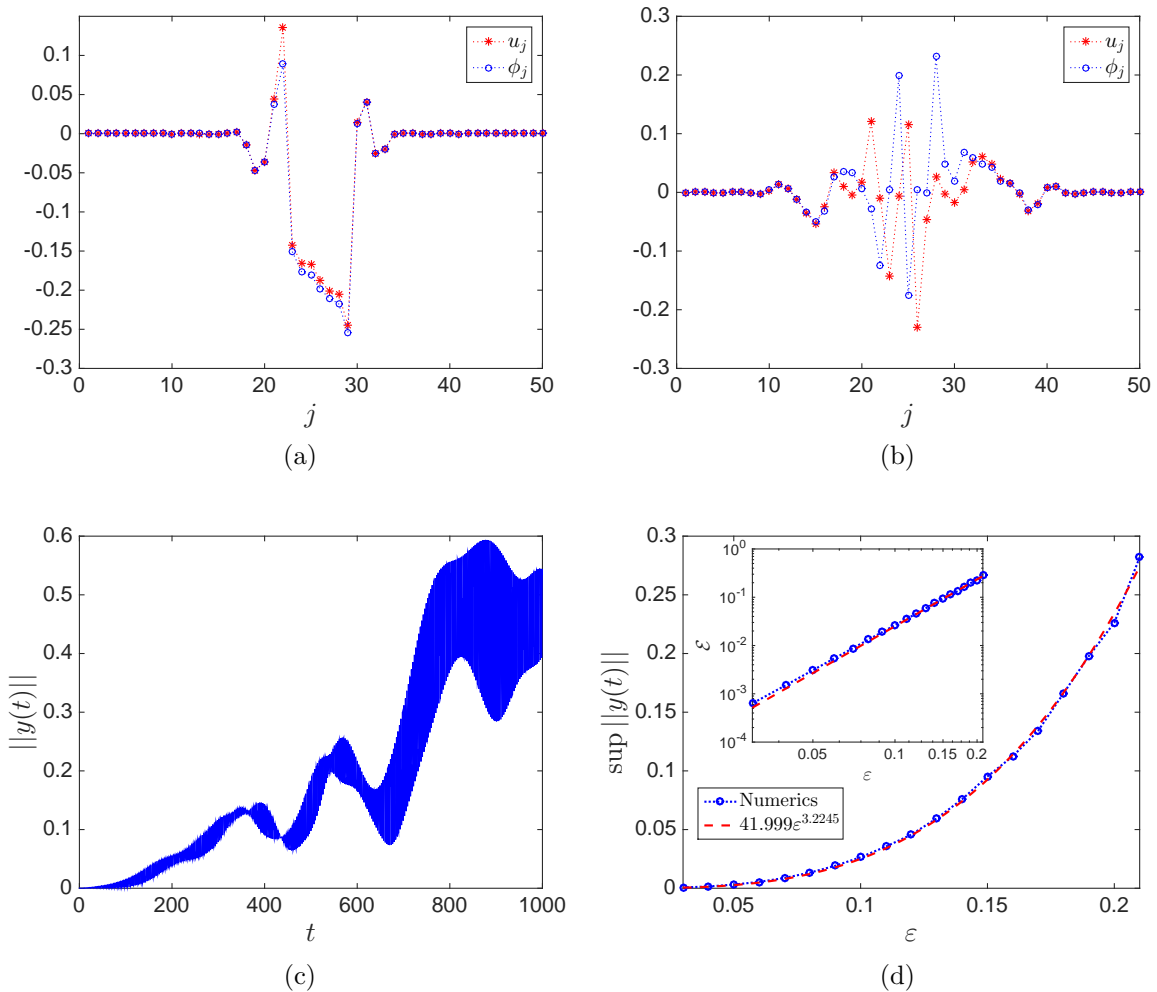 0.1
0.05
0
-0.05
-0.1
-0.15
-0.2
-0.25
-0.3
0 10 20 30 40 50
j
u_j
ϕ_j
(a)
0.3
0.2
0.1
0
-0.1
-0.2
-0.3
0 10 20 30 40 50
j
u_j
ϕ_j
(b)
0.6
0.5
0.4
0.3
0.2
0.1
0
0 200 400 600 800 1000
||y(t)||
t
(c)
0.3
0.25
0.2
0.15
0.1
0.05
0
0.05 0.1 0.15 0.2
sup ||y(t)||
ε
10^0
10^-1
10^-2
10^-3
10^-4
0.05 0.1 0.15 0.2
ℰ
ε
Numerics
41.999ε^3.2245
(d)